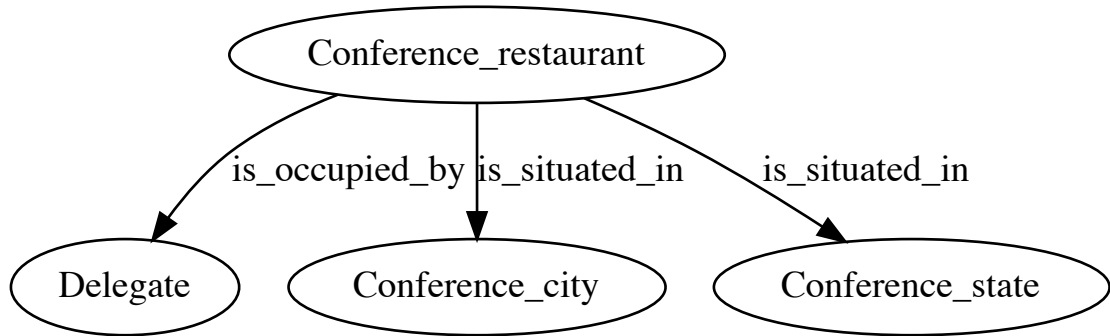 Conference_restaurant
is_occupied_by
is_situated_in
is_situated_in
Delegate
Conference_city
Conference_state